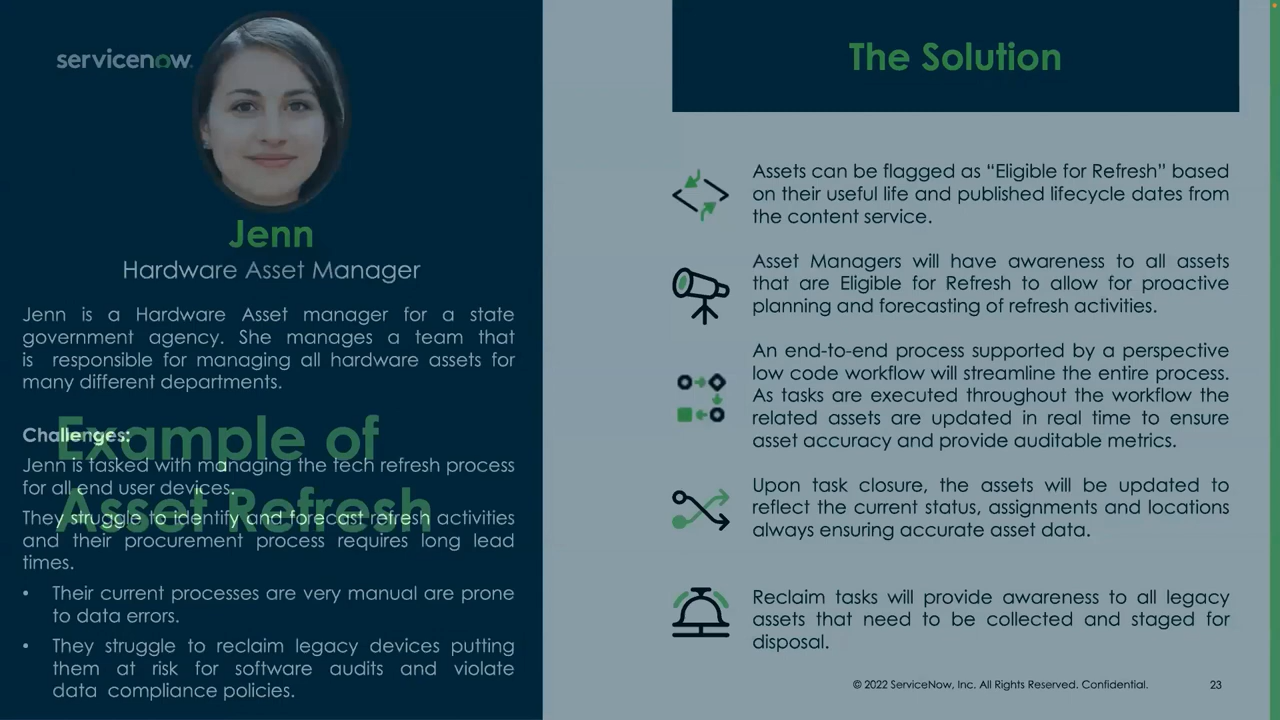 servicenow
Jenn
Hardware Asset Manager
Jenn is a Hardware Asset manager for a state
government agency. She manages a team that
is responsible for managing all hardware assets for
many different departments.
Example of
Asset Refresh
Challenges:
Jenn is tasked with managing the tech refresh process
for all end user devices.
They struggle to identify and forecast refresh activities
and their procurement process requires long lead
times.
• Their current processes are very manual are prone
to data errors.
• They struggle to reclaim legacy devices putting
them at risk for software audits and violate
data compliance policies.
The Solution
Assets can be flagged as “Eligible for Refresh” based
on their useful life and published lifecycle dates from
the content service.
Asset Managers will have awareness to all assets
that are Eligible for Refresh to allow for proactive
planning and forecasting of refresh activities.
An end-to-end process supported by a perspective
low code workflow will streamline the entire process.
As tasks are executed throughout the workflow the
related assets are updated in real time to ensure
asset accuracy and provide auditable metrics.
Upon task closure, the assets will be updated to
reflect the current status, assignments and locations
always ensuring accurate asset data.
Reclaim tasks will provide awareness to all legacy
assets that need to be collected and staged for
disposal.
© 2022 ServiceNow, Inc. All Rights Reserved. Confidential.
23